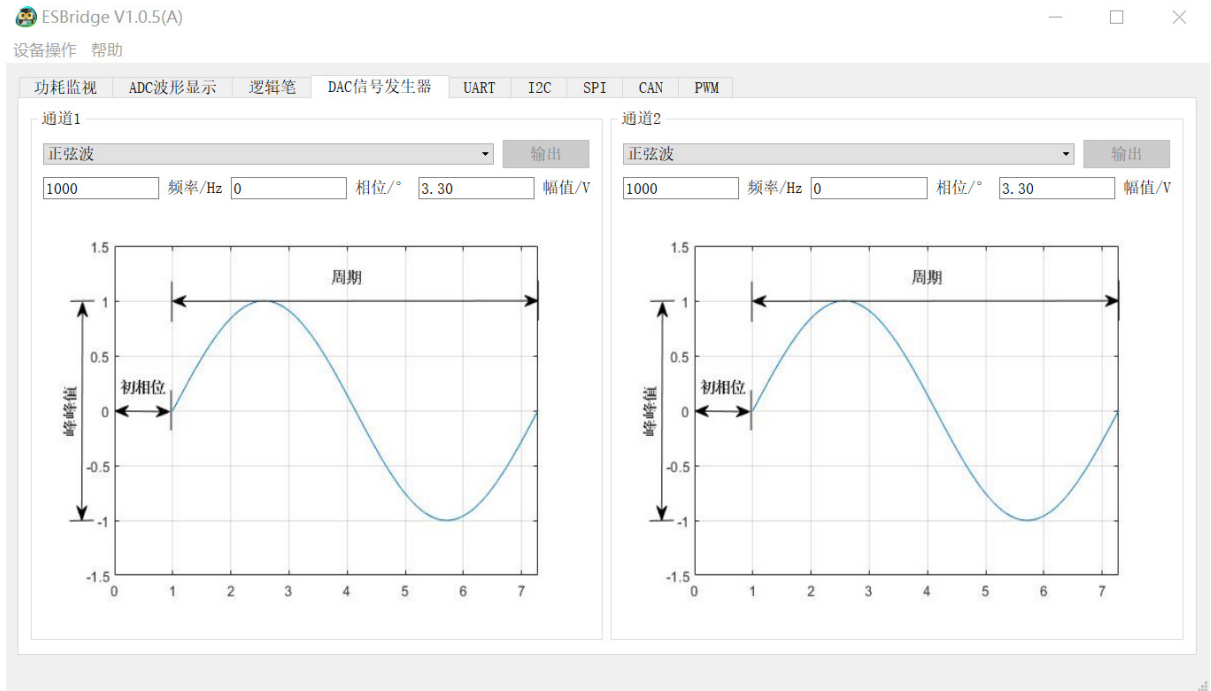 ESBridge V1.0.5(A)
设备操作 帮助
功耗监视 ADC波形显示 逻辑笔 DAC信号发生器 UART I2C SPI CAN PWM
通道1
正弦波 输出
1000 频率/Hz 0 相位/° 3.30 幅值/V
1.5
周期
1
0.5
初相位
峰峰值
0
-0.5
-1
-1.5
0 1 2 3 4 5 6 7
通道2
正弦波 输出
1000 频率/Hz 0 相位/° 3.30 幅值/V
1.5
周期
1
0.5
初相位
峰峰值
0
-0.5
-1
-1.5
0 1 2 3 4 5 6 7